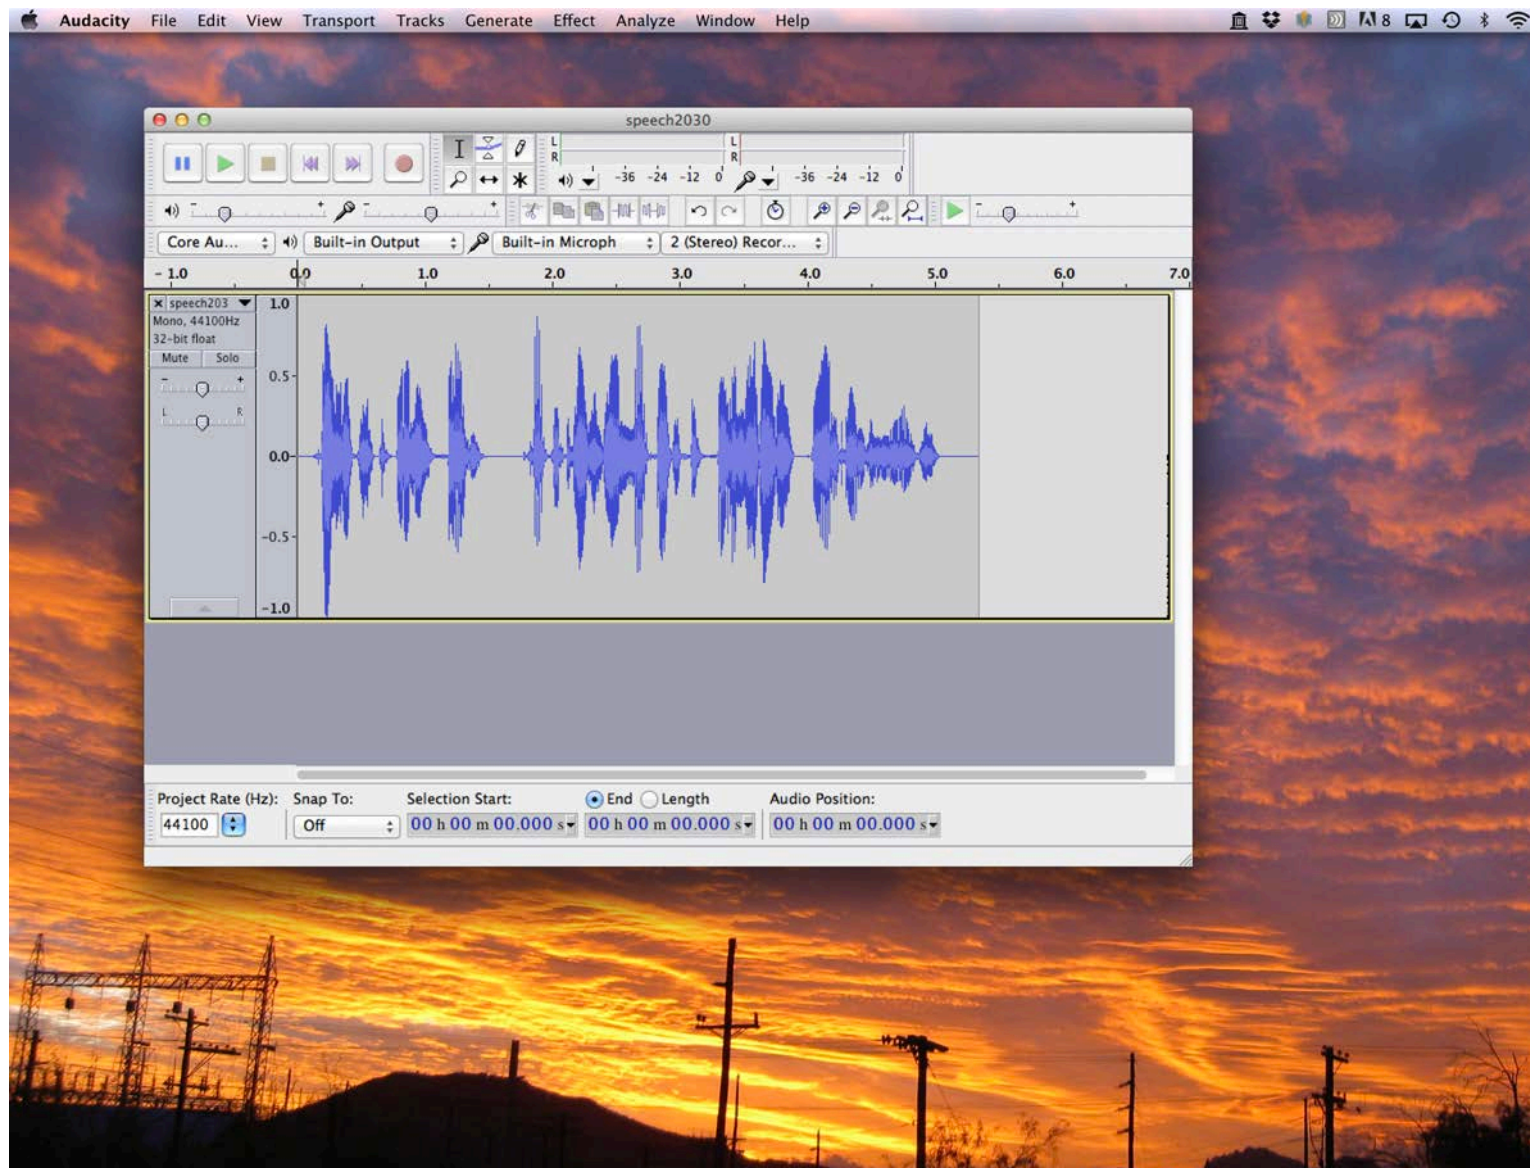 Audacity File Edit View Transport Tracks Generate Effect Analyze Window Help 8
speech2030
L L
R R
-36 -24 -12 0 -36 -24 -12 0
- + - + - +
Core Au... Built-in Output Built-in Microph 2 (Stereo) Recor...
- 1.0 0.0 1.0 2.0 3.0 4.0 5.0 6.0 7.0
× speech203 1.0
Mono, 44100Hz
32-bit float
Mute Solo
- + 0.5
L R
0.0
-0.5
-1.0
Project Rate (Hz): Snap To: Selection Start: End Length Audio Position:
44100 Off 00 h 00 m 00.000 s 00 h 00 m 00.000 s 00 h 00 m 00.000 s